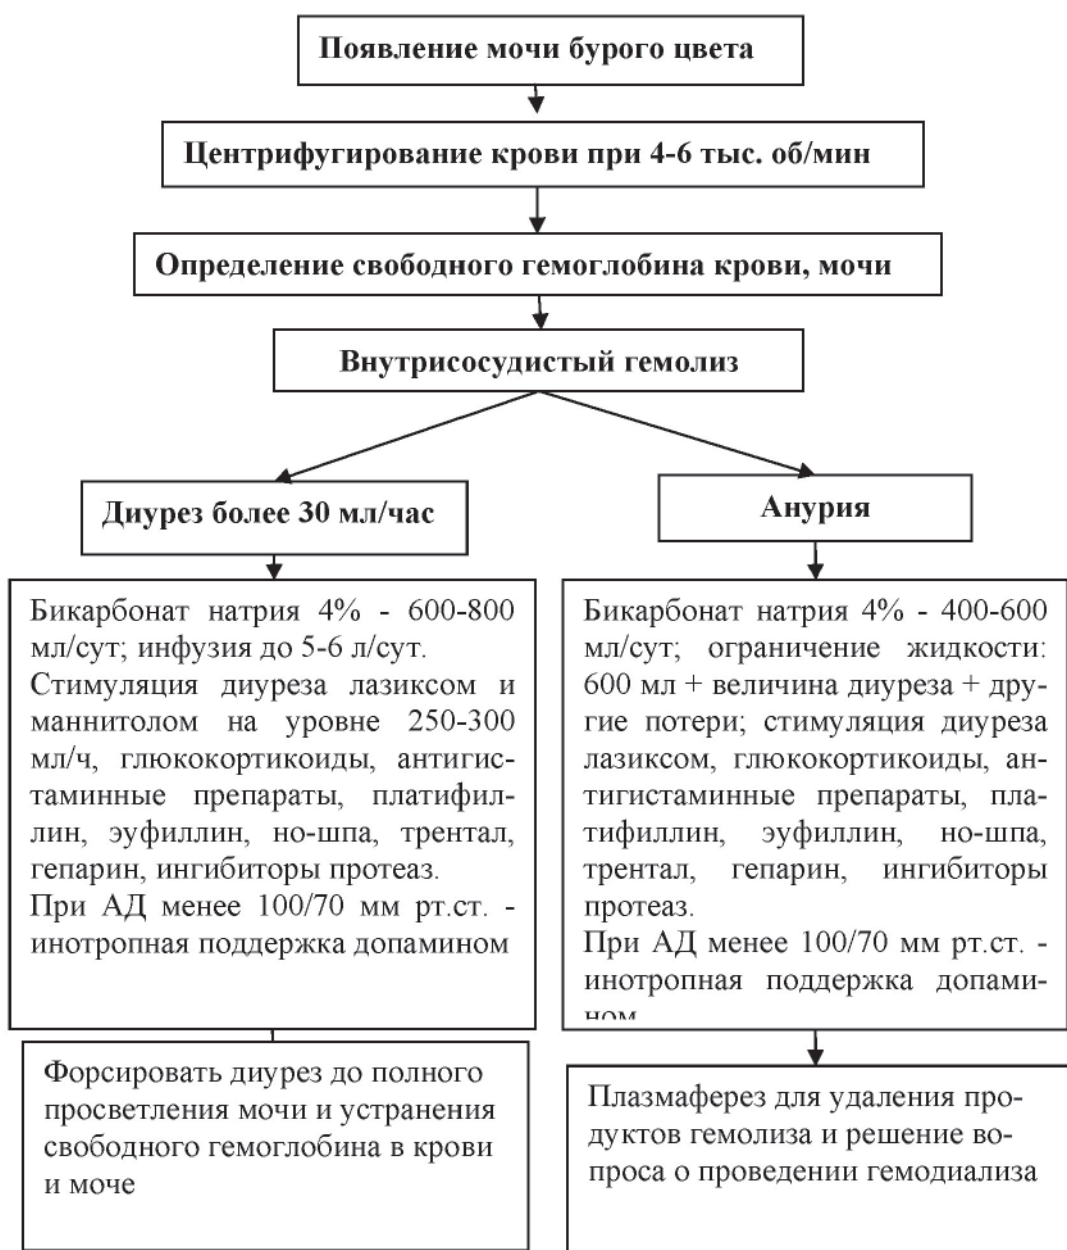 Появление мочи бурого цвета
Центрифугирование крови при 4-6 тыс. об/мин
Определение свободного гемоглобина крови, мочи
Внутрисосудистый гемолиз
Диурез более 30 мл/час
Анурия
Бикарбонат натрия 4% - 600-800
мл/сут; инфузия до 5-6 л/сут.
Стимуляция диуреза лазиксом и
маннитолом на уровне 250-300
мл/ч, глюкокортикоиды, антигис-
таминные препараты, платифил-
лин, эуфиллин, но-шпа, трентал,
гепарин, ингибиторы протеаз.
При АД менее 100/70 мм рт.ст. -
инотропная поддержка допамином
Бикарбонат натрия 4% - 400-600
мл/сут; ограничение жидкости:
600 мл + величина диуреза + дру-
гие потери; стимуляция диуреза
лазиксом, глюкокортикоиды, ан-
тигистаминные препараты, пла-
тифиллин, эуфиллин, но-шпа,
трентал, гепарин, ингибиторы
протеаз.
При АД менее 100/70 мм рт.ст. -
инотропная поддержка допами-
ном
Форсировать диурез до полного
просветления мочи и устранения
свободного гемоглобина в крови
и моче
Плазмаферез для удаления про-
дуктов гемолиза и решение во-
проса о проведении гемодиализа